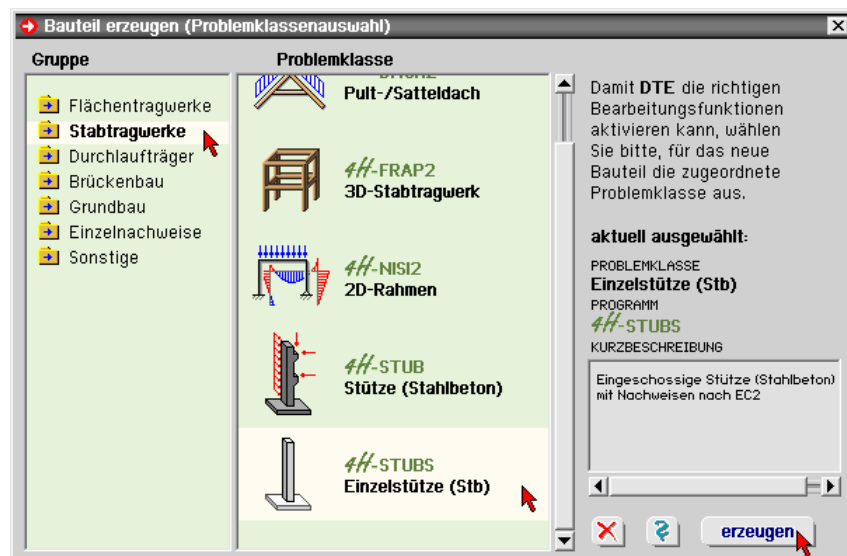 Bauteil erzeugen (Problemklassenauswahl)
Gruppe
Flächentragwerke
Stabtragwerke
Durchlaufträger
Brückenbau
Grundbau
Einzelnachweise
Sonstige
Problemklasse
Pult-/Satteldach
4H-FRAP2
3D-Stabtragwerk
4H-NISI2
2D-Rahmen
4H-STUB
Stütze (Stahlbeton)
4H-STUBS
Einzelstütze (Stb)
Damit DTE die richtigen
Bearbeitungsfunktionen
aktivieren kann, wählen
Sie bitte, für das neue
Bauteil die zugeordnete
Problemklasse aus.
aktuell ausgewählt:
PROBLEMKLASSE
Einzelstütze (Stb)
PROGRAMM
4H-STUBS
KURZBESCHREIBUNG
Eingeschossige Stütze (Stahlbeton)
mit Nachweisen nach EC2
erzeugen